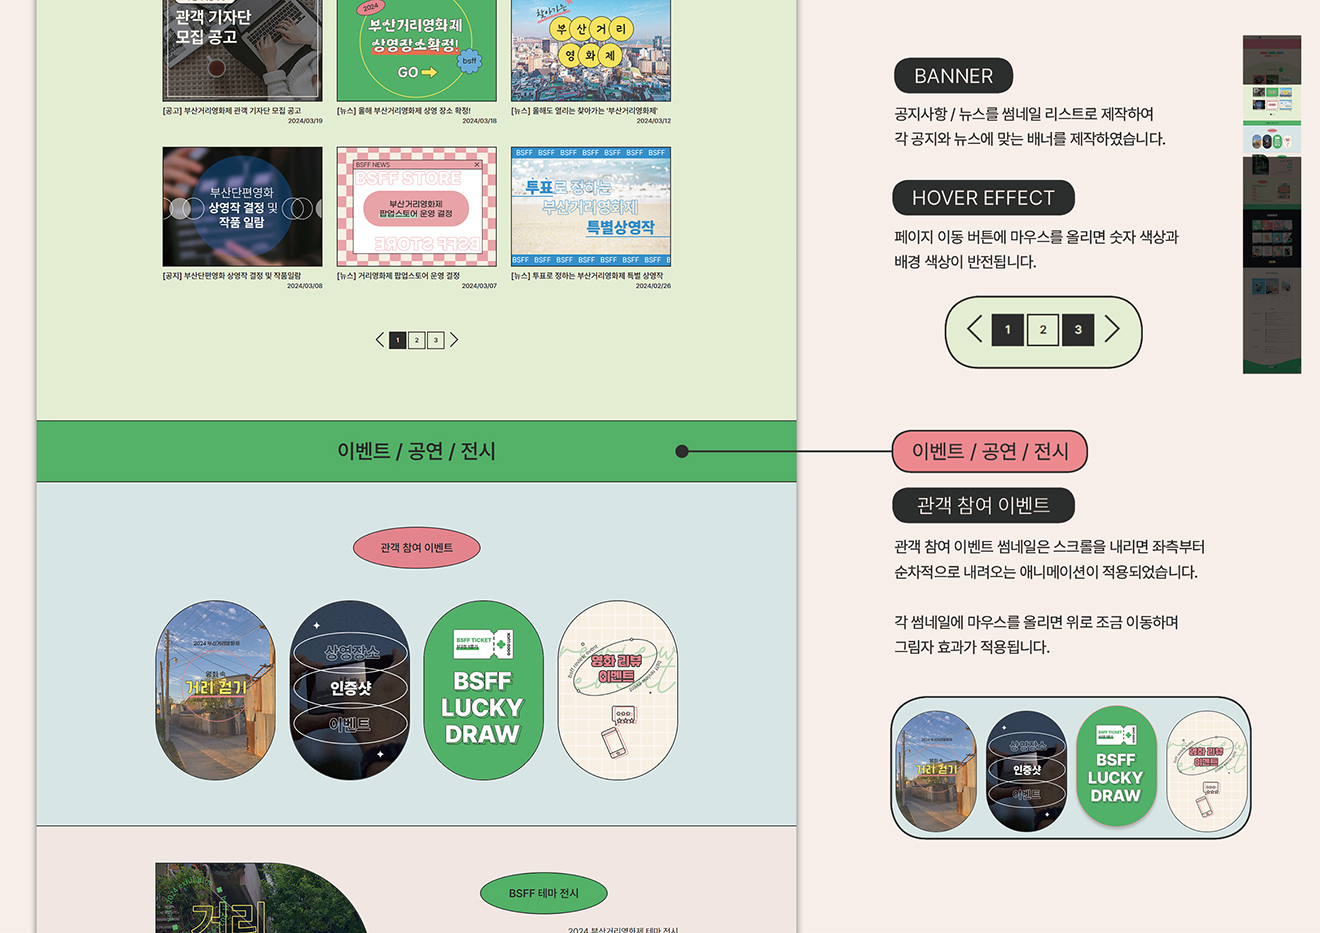 관객 기자단
모집 공고
[공고] 부산거리영화제 관객 기자단 모집 공고
2024/03/19
2024
부산거리영화제
상영장소확정!
bsff
GO
[뉴스] 올해 부산거리영화제 상영 장소 확정!
2024/03/18
찾아가는
부산거리
영화제
[뉴스] 올해도 열리는 찾아가는 '부산거리영화제'
2024/03/12
부산단편영화
상영작 결정 및
작품 일람
[공지] 부산단편영화 상영작 결정 및 작품일람
2024/03/08
BSFF NEWS
BSFF STORE
부산거리영화제
팝업스토어 운영 결정
BSFF STORE
[뉴스] 거리영화제 팝업스토어 운영 결정
2024/03/07
BSFF BSFF BSFF BSFF BSFF BSFF
투표로 정하는
부산거리영화제
특별상영작
BSFF BSFF BSFF BSFF BSFF BSFF
[뉴스] 투표로 정하는 부산거리영화제 특별 상영작
2024/02/26
1 2 3
이벤트 / 공연 / 전시
관객 참여 이벤트
2024 부산거리영화제
영화 속
거리 걷기
상영장소
인증샷
이벤트
BSFF TICKET
BSFF
LUCKY
DRAW
review
event
bsff review event
영화 리뷰
이벤트
bsff review event
BSFF 테마 전시
거리
2024 부산거리영화제 테마 전시
BANNER
공지사항 / 뉴스를 썸네일 리스트로 제작하여
각 공지와 뉴스에 맞는 배너를 제작하였습니다.
HOVER EFFECT
페이지 이동 버튼에 마우스를 올리면 숫자 색상과
배경 색상이 반전됩니다.
1 2 3
이벤트 / 공연 / 전시
관객 참여 이벤트
관객 참여 이벤트 썸네일은 스크롤을 내리면 좌측부터
순차적으로 내려오는 애니메이션이 적용되었습니다.
각 썸네일에 마우스를 올리면 위로 조금 이동하며
그림자 효과가 적용됩니다.
2024 부산거리영화제
영화 속
거리 걷기
상영장소
인증샷
이벤트
BSFF TICKET
BSFF
LUCKY
DRAW
review
event
영화 리뷰
이벤트